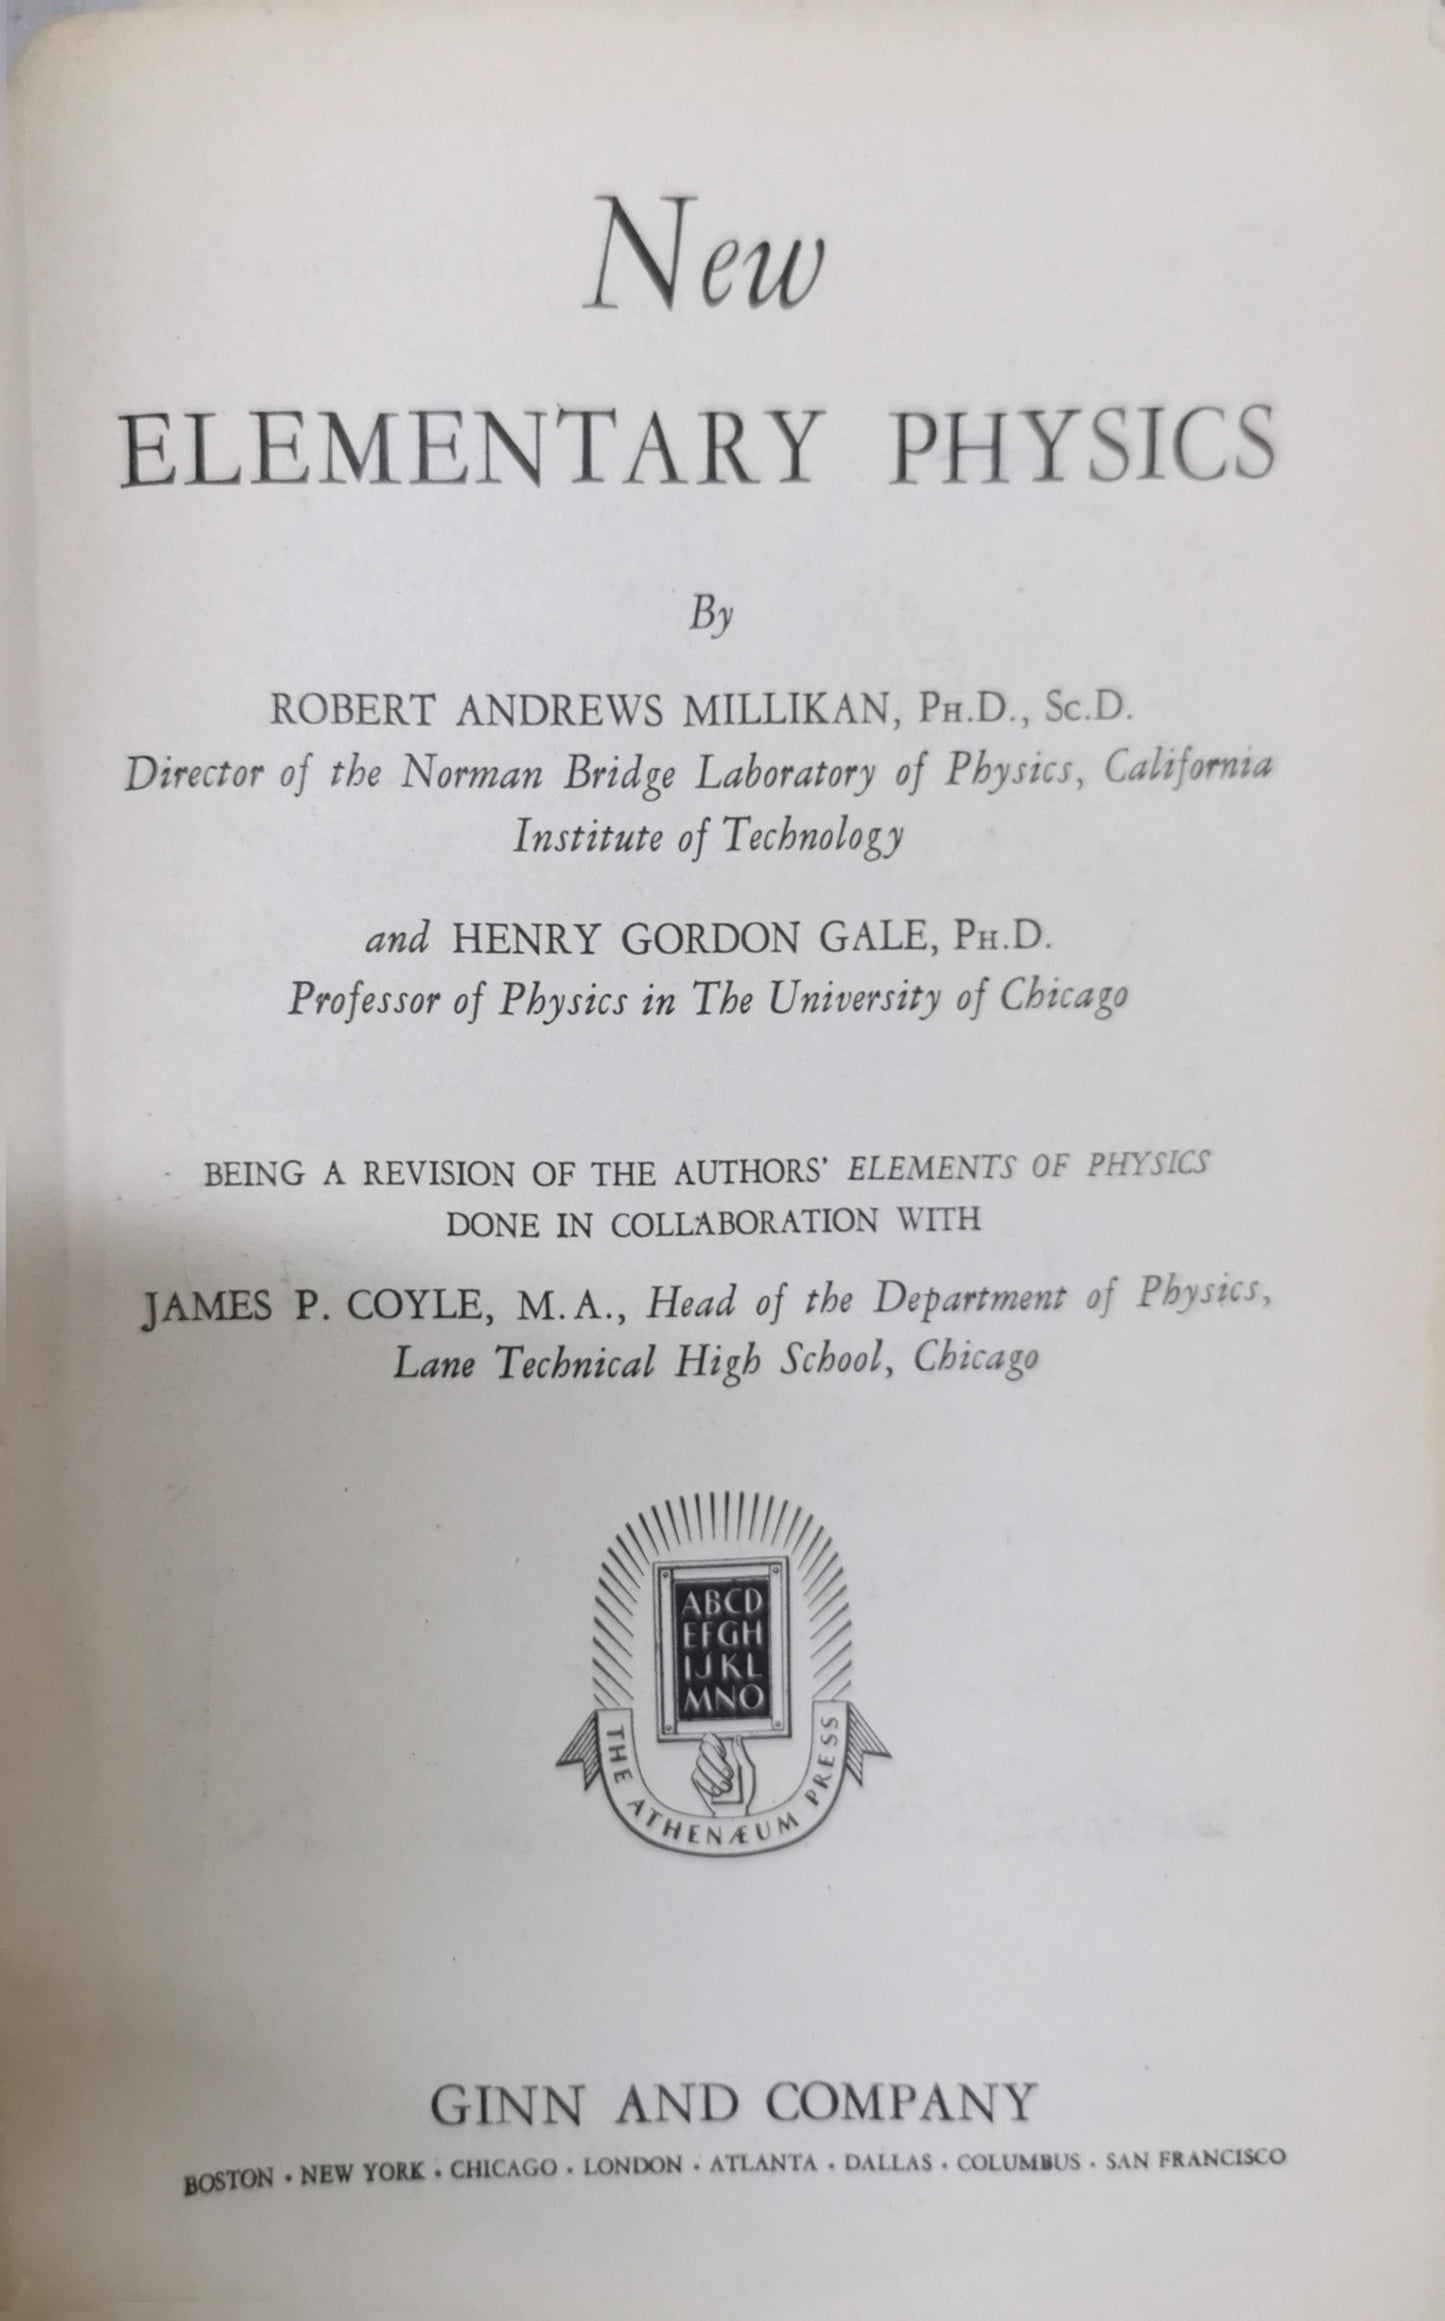 New
ELEMENTARY PHYSICS
By
ROBERT ANDREWS MILLIKAN, PH.D., SC.D.
Director of the Norman Bridge Laboratory of Physics, California
Institute of Technology
and HENRY GORDON GALE, PH.D.
Professor of Physics in The University of Chicago
BEING A REVISION OF THE AUTHORS' ELEMENTS OF PHYSICS
DONE IN COLLABORATION WITH
JAMES P. COYLE, M.A., Head of the Department of Physics,
Lane Technical High School, Chicago
ABCD
EFGH
IJKL
MNO
THE ATHENÆUM PRESS
GINN AND COMPANY
BOSTON · NEW YORK · CHICAGO · LONDON · ATLANTA · DALLAS · COLUMBUS · SAN FRANCISCO